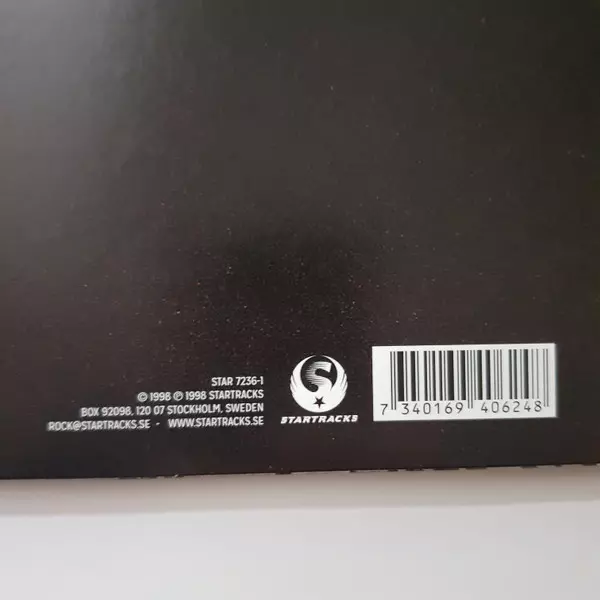 STAR 7236-1
© 1998 ℗ 1998 STARTRACKS
BOX 92098, 120 07 STOCKHOLM, SWEDEN
ROCK@STARTRACKS.SE - WWW.STARTRACKS.SE
S
STARTRACKS
7 340169 406248